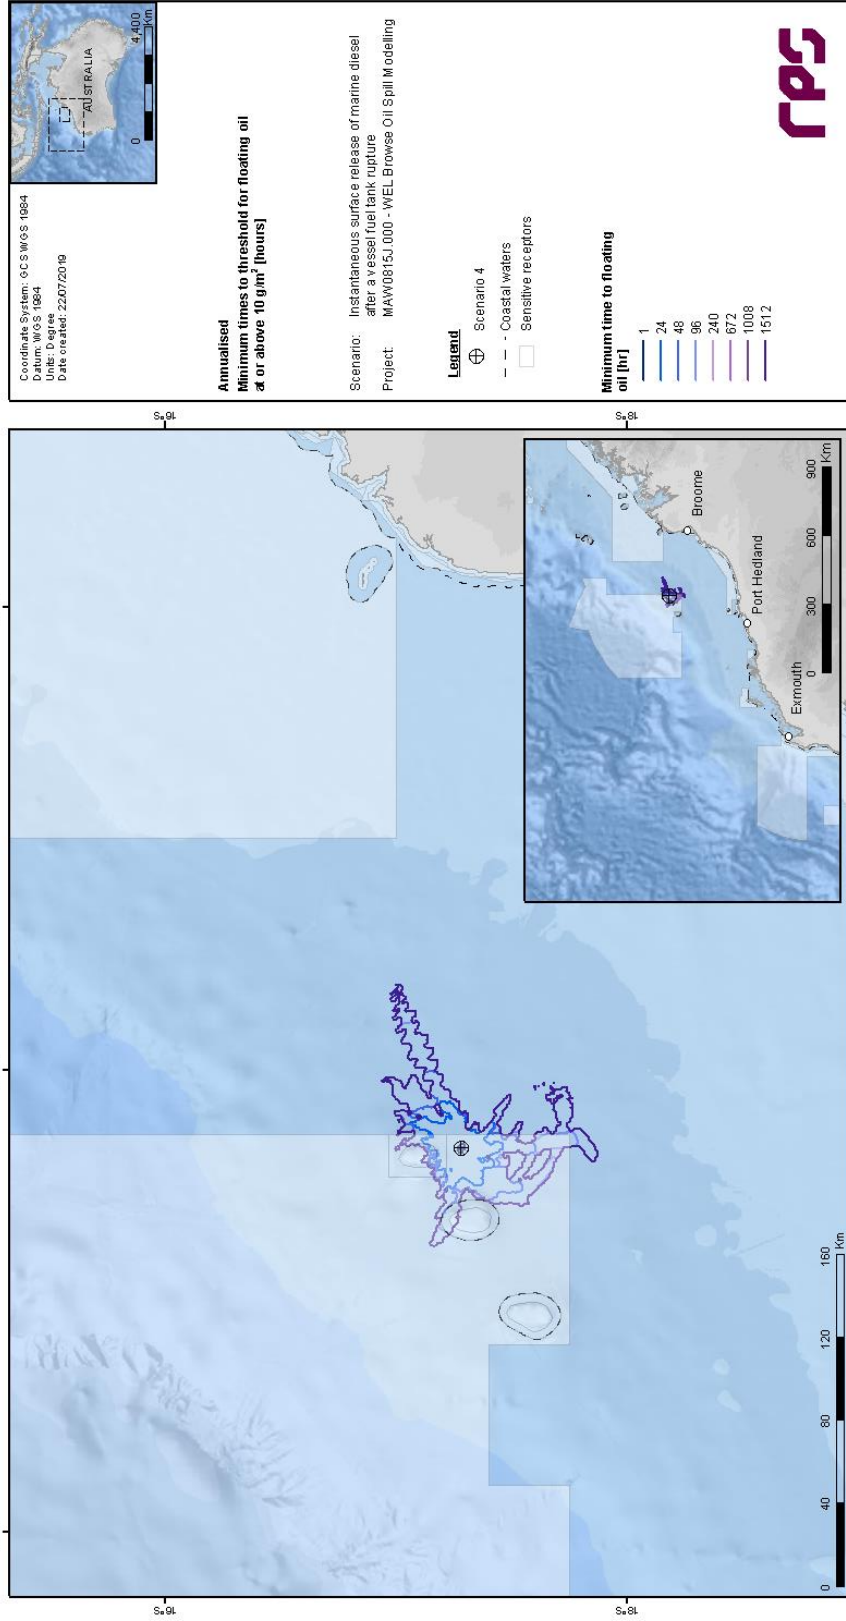 Coordinate System: GCS WGS 1984
Datum: WGS 1984
Units: Degree
Date created: 22/07/2019
AUSTRALIA
0
4,400
Km
Annualised
Minimum times to threshold for floating oil
at or above 10 g/m² [hours]
Scenario: Instantaneous surface release of marine diesel
after a vessel fuel tank rupture
Project: MAW0815J.000 - WEL Browse Oil Spill Modelling
Legend
Scenario 4
Coastal waters
Sensitive receptors
Minimum time to floating
oil [hr]
1
24
48
96
240
672
1008
1512
rps
16°S
18°S
16°S
18°S
0 40 80 120 160
Km
Broome
Port Hedland
Exmouth
0 300 600 900
Km